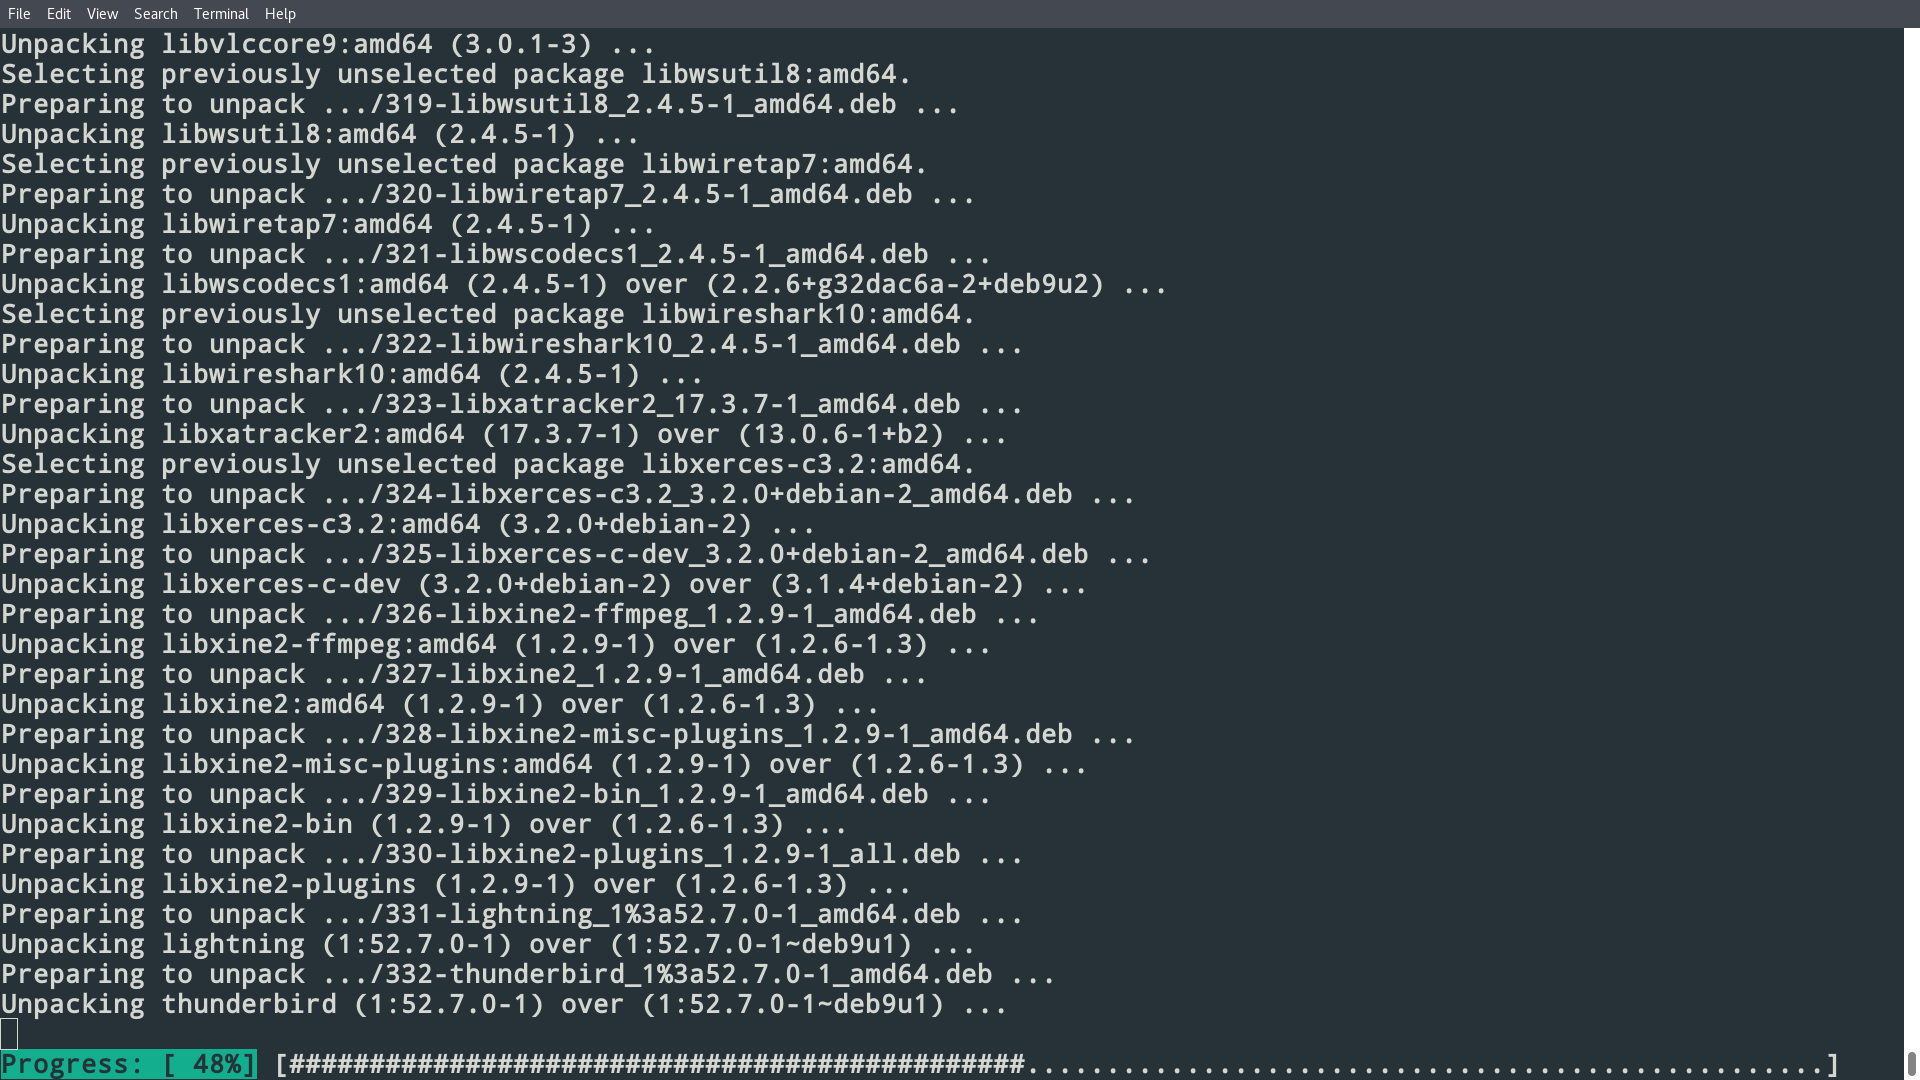 File Edit View Search Terminal Help
Unpacking libvlccore9:amd64 (3.0.1-3) ...
Selecting previously unselected package libwsutil8:amd64.
Preparing to unpack .../319-libwsutil8_2.4.5-1_amd64.deb ...
Unpacking libwsutil8:amd64 (2.4.5-1) ...
Selecting previously unselected package libwiretap7:amd64.
Preparing to unpack .../320-libwiretap7_2.4.5-1_amd64.deb ...
Unpacking libwiretap7:amd64 (2.4.5-1) ...
Preparing to unpack .../321-libwscodecs1_2.4.5-1_amd64.deb ...
Unpacking libwscodecs1:amd64 (2.4.5-1) over (2.2.6+g32dac6a-2+deb9u2) ...
Selecting previously unselected package libwireshark10:amd64.
Preparing to unpack .../322-libwireshark10_2.4.5-1_amd64.deb ...
Unpacking libwireshark10:amd64 (2.4.5-1) ...
Preparing to unpack .../323-libxatracker2_17.3.7-1_amd64.deb ...
Unpacking libxatracker2:amd64 (17.3.7-1) over (13.0.6-1+b2) ...
Selecting previously unselected package libxerces-c3.2:amd64.
Preparing to unpack .../324-libxerces-c3.2_3.2.0+debian-2_amd64.deb ...
Unpacking libxerces-c3.2:amd64 (3.2.0+debian-2) ...
Preparing to unpack .../325-libxerces-c-dev_3.2.0+debian-2_amd64.deb ...
Unpacking libxerces-c-dev (3.2.0+debian-2) over (3.1.4+debian-2) ...
Preparing to unpack .../326-libxine2-ffmpeg_1.2.9-1_amd64.deb ...
Unpacking libxine2-ffmpeg:amd64 (1.2.9-1) over (1.2.6-1.3) ...
Preparing to unpack .../327-libxine2_1.2.9-1_amd64.deb ...
Unpacking libxine2:amd64 (1.2.9-1) over (1.2.6-1.3) ...
Preparing to unpack .../328-libxine2-misc-plugins_1.2.9-1_amd64.deb ...
Unpacking libxine2-misc-plugins:amd64 (1.2.9-1) over (1.2.6-1.3) ...
Preparing to unpack .../329-libxine2-bin_1.2.9-1_amd64.deb ...
Unpacking libxine2-bin (1.2.9-1) over (1.2.6-1.3) ...
Preparing to unpack .../330-libxine2-plugins_1.2.9-1_all.deb ...
Unpacking libxine2-plugins (1.2.9-1) over (1.2.6-1.3) ...
Preparing to unpack .../331-lightning_1%3a52.7.0-1_amd64.deb ...
Unpacking lightning (1:52.7.0-1) over (1:52.7.0-1~deb9u1) ...
Preparing to unpack .../332-thunderbird_1%3a52.7.0-1_amd64.deb ...
Unpacking thunderbird (1:52.7.0-1) over (1:52.7.0-1~deb9u1) ...
Progress: [ 48%] [##############################################..................................................]